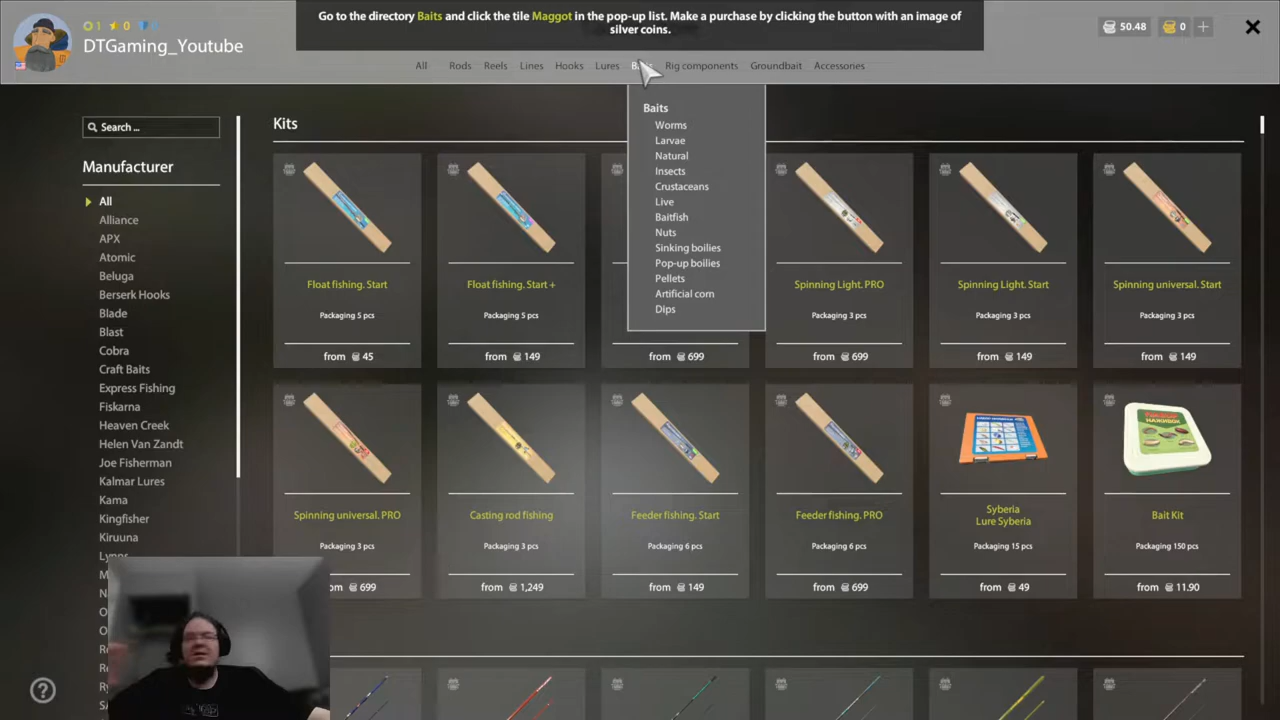 Go to the directory Baits and click the tile Maggot in the pop-up list. Make a purchase by clicking the button with an image of
silver coins.
1 0
DTGaming_Youtube
50.48 0 +
All Rods Reels Lines Hooks Lures Rig components Groundbait Accessories
Baits
Worms
Larvae
Natural
Insects
Crustaceans
Live
Baitfish
Nuts
Sinking boilies
Pop-up boilies
Pellets
Artificial corn
Dips
Search ...
Manufacturer
All
Alliance
APX
Atomic
Beluga
Berserk Hooks
Blade
Blast
Cobra
Craft Baits
Express Fishing
Fiskarna
Heaven Creek
Helen Van Zandt
Joe Fisherman
Kalmar Lures
Kama
Kingfisher
Kiruuna
Kits
Float fishing. Start
Packaging 5 pcs
from 45
Float fishing. Start +
Packaging 5 pcs
from 149
from 699
Spinning Light. PRO
Packaging 3 pcs
from 699
Spinning Light. Start
Packaging 3 pcs
from 149
Spinning universal. Start
Packaging 3 pcs
from 149
Spinning universal. PRO
Packaging 3 pcs
from 699
Casting rod fishing
Packaging 3 pcs
from 1,249
Feeder fishing. Start
Packaging 6 pcs
from 149
Feeder fishing. PRO
Packaging 6 pcs
from 699
Syberia
Lure Syberia
Packaging 15 pcs
from 49
Bait Kit
Packaging 150 pcs
from 11.90
?